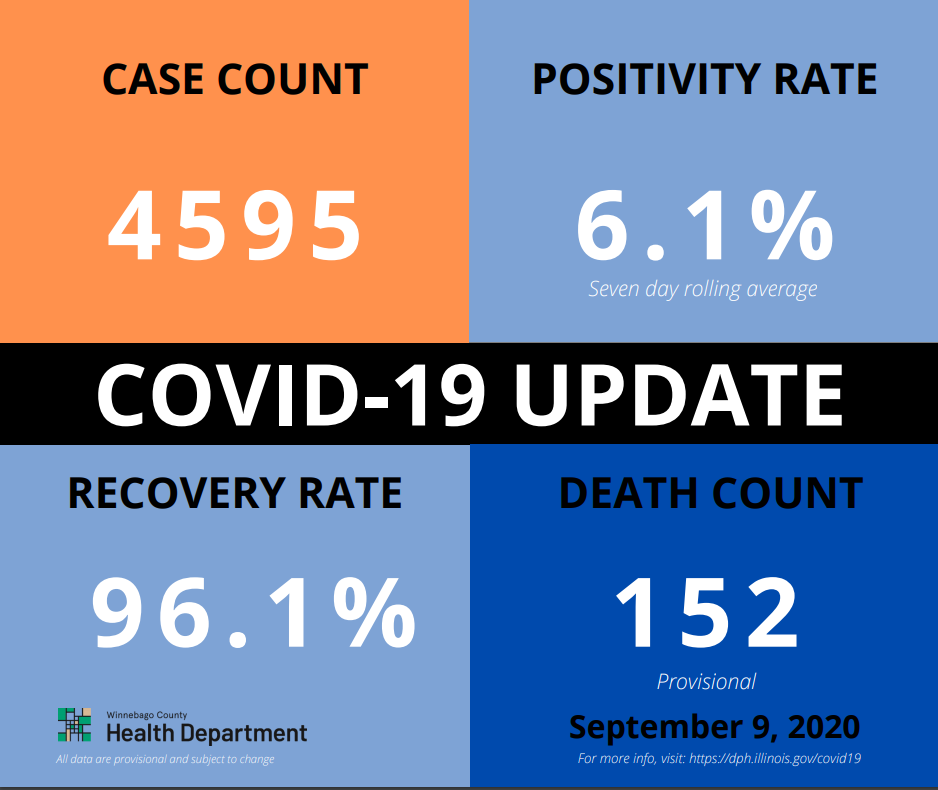 CASE COUNT
4595
POSITIVITY RATE
6.1%
Seven day rolling average
COVID-19 UPDATE
RECOVERY RATE
96.1%
Winnebago County
Health Department
All data are provisional and subject to change
DEATH COUNT
152
Provisional
September 9, 2020
For more info, visit: https://dph.illinois.gov/covid19